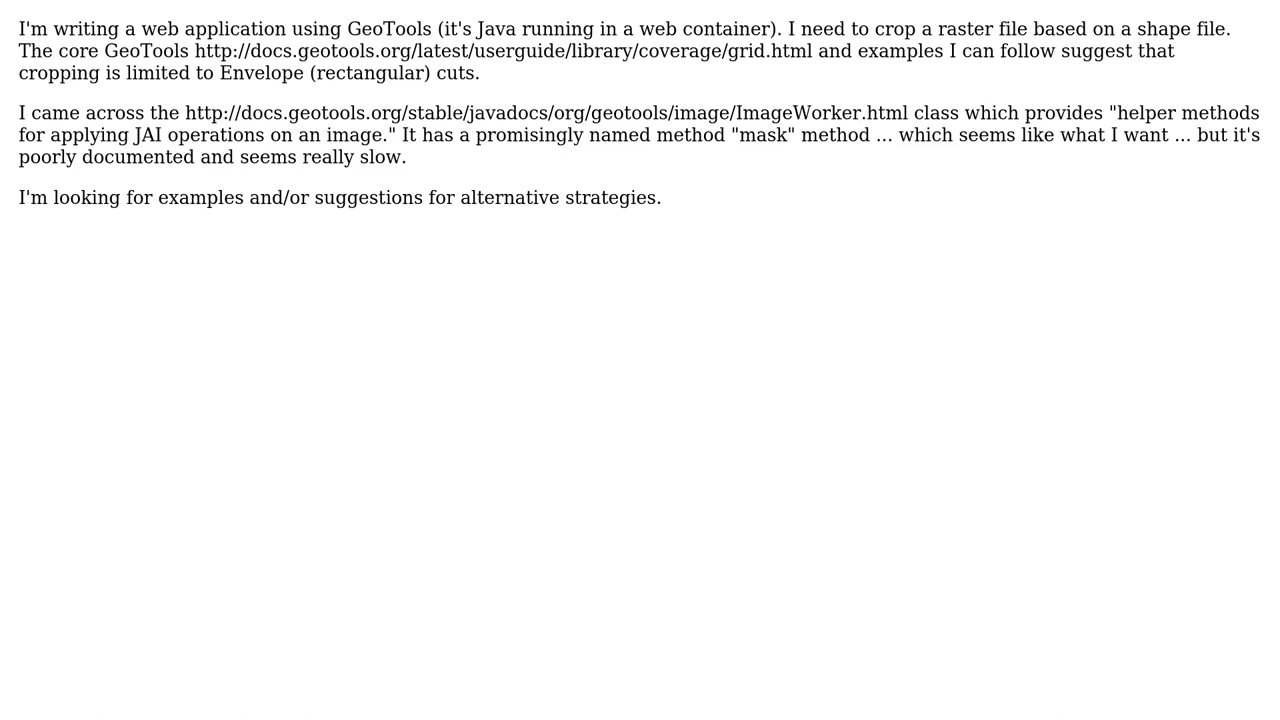 I'm writing a web application using GeoTools (it's Java running in a web container). I need to crop a raster file based on a shape file.
The core GeoTools http://docs.geotools.org/latest/userguide/library/coverage/grid.html and examples I can follow suggest that
cropping is limited to Envelope (rectangular) cuts.
I came across the http://docs.geotools.org/stable/javadocs/org/geotools/image/ImageWorker.html class which provides "helper methods
for applying JAI operations on an image." It has a promisingly named method "mask" method ... which seems like what I want ... but it's
poorly documented and seems really slow.
I'm looking for examples and/or suggestions for alternative strategies.